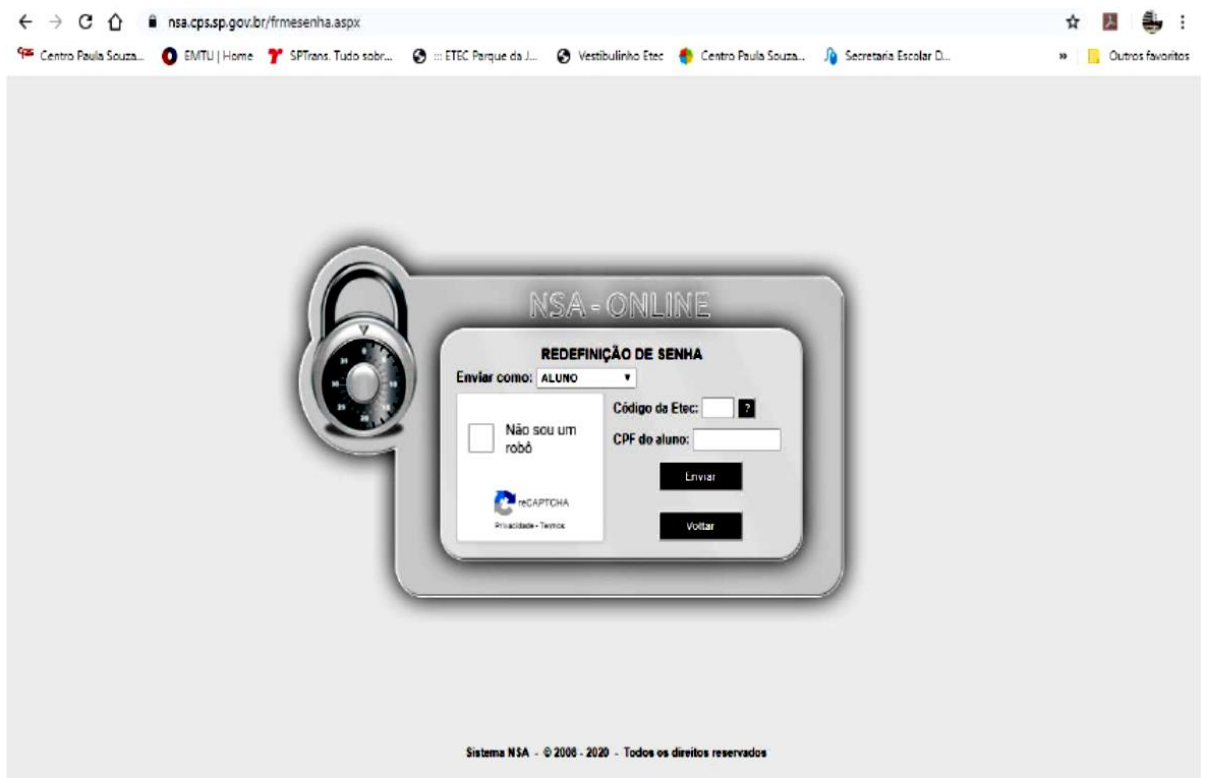 nsa.cps.sp.gov.br/frmesenha.aspx
Centro Paula Souza... EMTU | Home SPTrans. Tudo sobr... ::: ETEC Parque da J... Vestibulinho Etec Centro Paula Souza... Secretaria Escolar D... » Outros favoritos
NSA - ONLINE
REDEFINIÇÃO DE SENHA
Enviar como: ALUNO
Código da Etec: ?
Não sou um
robô
CPF do aluno:
Enviar
reCAPTCHA
Privacidade - Termos
Voltar
Sistema NSA - © 2006 - 2020 - Todos os direitos reservados